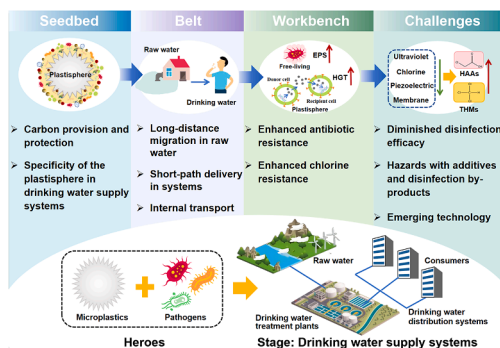 Seedbed
Belt
Workbench
Challenges
Plastisphere
Raw water
Drinking water
EPS
Free-living
HGT
Donor cell
Recipient cell
Plastisphere
Ultraviolet
Chlorine
Piezoelectric
Membrane
HAAs
THMs
Carbon provision and
protection
Specificity of the
plastisphere in
drinking water supply
systems
Long-distance
migration in raw
water
Short-path delivery
in systems
Internal transport
Enhanced antibiotic
resistance
Enhanced chlorine
resistance
Diminished disinfection
efficacy
Hazards with additives
and disinfection by-
products
Emerging technology
Microplastics
Pathogens
Heroes
Raw water
Consumers
Drinking water
treatment plants
Drinking water
distribution systems
Stage: Drinking water supply systems